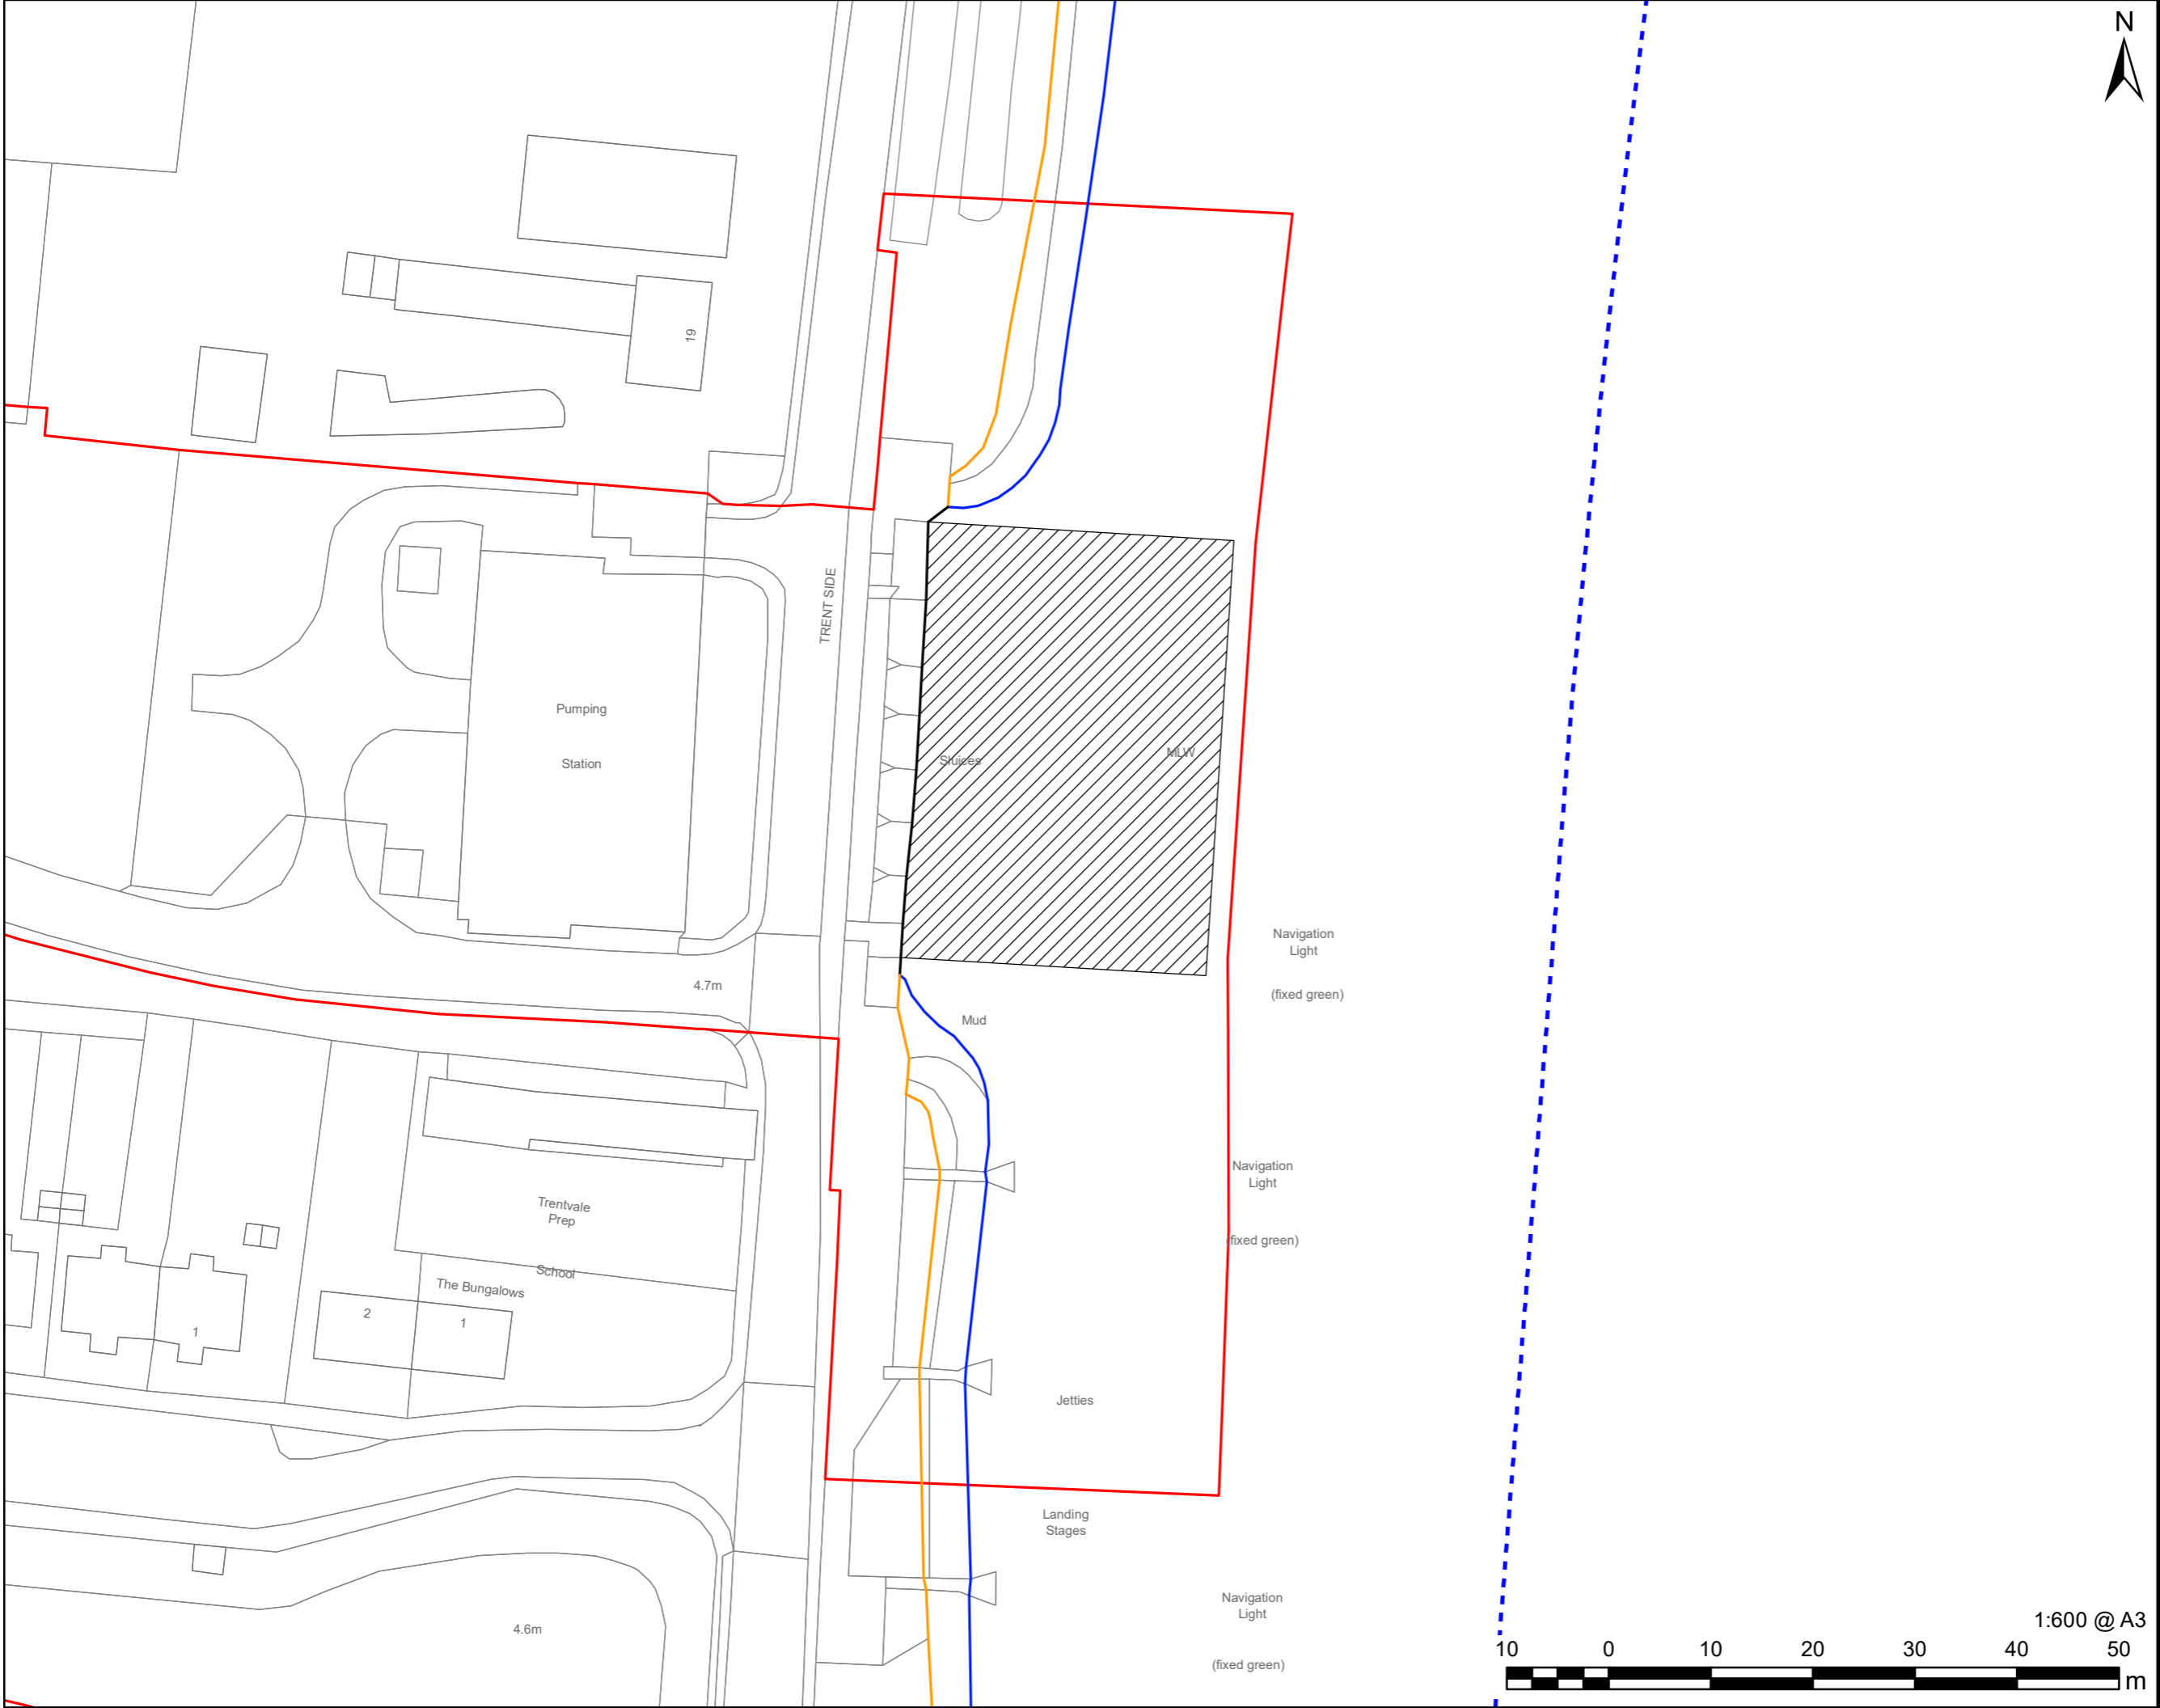 N
19
TRENT SIDE
Pumping
Station
Sluices
MLW
Navigation
Light
(fixed green)
4.7m
Mud
Navigation
Light
(fixed green)
Trentvale
Prep
School
The Bungalows
2
1
1
Jetties
Landing
Stages
Navigation
Light
(fixed green)
4.6m
1:600 @ A3
10 0 10 20 30 40 50
m